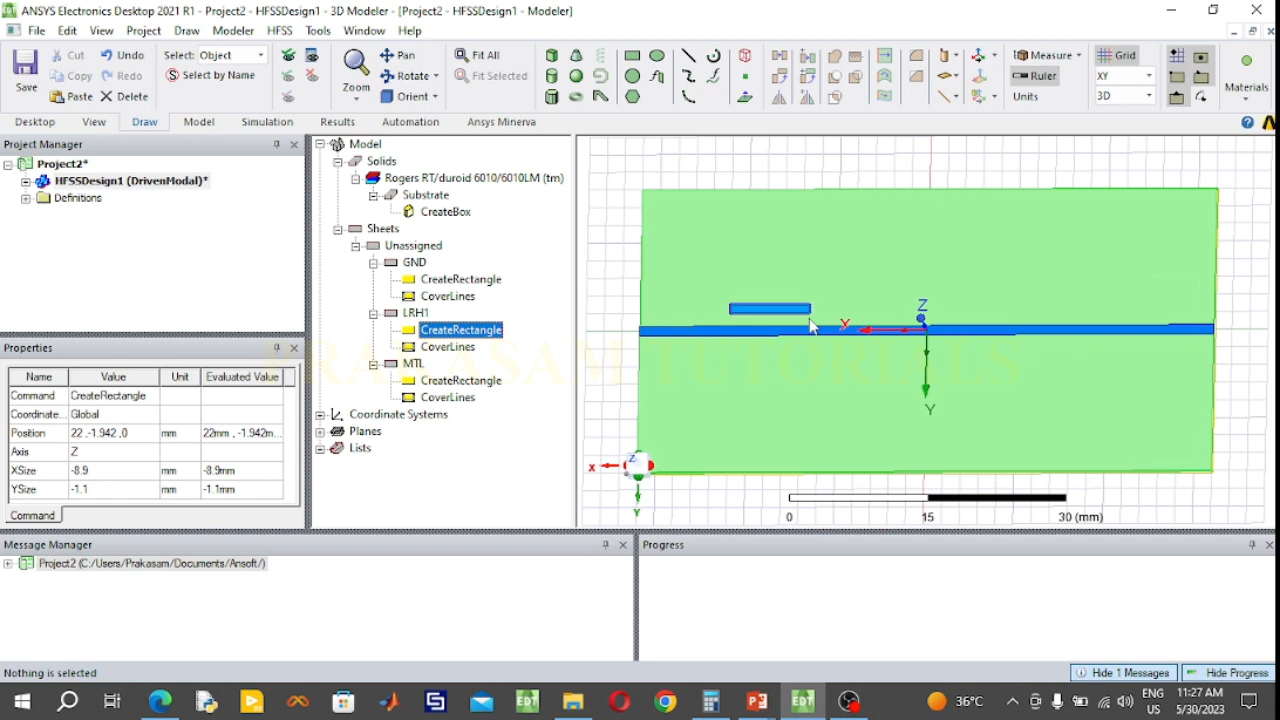 ANSYS Electronics Desktop 2021 R1 - Project2 - HFSSDesign1 - 3D Modeler - [Project2 - HFSSDesign1 - Modeler]
File Edit View Project Draw Modeler HFSS Tools Window Help
Save
Cut Undo
Copy Redo
Paste Delete
Select: Object
Select by Name
Zoom
Pan
Rotate
Orient
Fit All
Fit Selected
Measure
Ruler
Units
Grid
XY
3D
Materials
Desktop View Draw Model Simulation Results Automation Ansys Minerva
Project Manager
Project2*
HFSSDesign1 (DrivenModal)*
Definitions
Model
Solids
Rogers RT/duroid 6010/6010LM (tm)
Substrate
CreateBox
Sheets
Unassigned
GND
CreateRectangle
CoverLines
LRH1
CreateRectangle
CoverLines
MTL
CreateRectangle
CoverLines
Coordinate Systems
Planes
Lists
Properties
Name Value Unit Evaluated Value
Command CreateRectangle
Coordinate... Global
Position 22 ,-1.942 ,0 mm 22mm , -1.942m...
Axis Z
XSize -8.9 mm -8.9mm
YSize -1.1 mm -1.1mm
Command
Z
X
Y
Z
X
Y
0 15 30 (mm)
PRAKASAM TUTORIALS
Message Manager
Project2 (C:/Users/Prakasam/Documents/Ansoft/)
Progress
Nothing is selected
Hide 1 Messages
Hide Progress
EDT
EDT
36°C
ENG
US
11:27 AM
5/30/2023